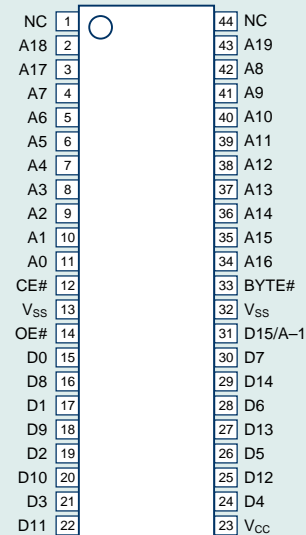 NC 1 44 NC
A18 2 43 A19
A17 3 42 A8
A7 4 41 A9
A6 5 40 A10
A5 6 39 A11
A4 7 38 A12
A3 8 37 A13
A2 9 36 A14
A1 10 35 A15
A0 11 34 A16
CE# 12 33 BYTE#
VSS 13 32 VSS
OE# 14 31 D15/A–1
D0 15 30 D7
D8 16 29 D14
D1 17 28 D6
D9 18 27 D13
D2 19 26 D5
D10 20 25 D12
D3 21 24 D4
D11 22 23 VCC